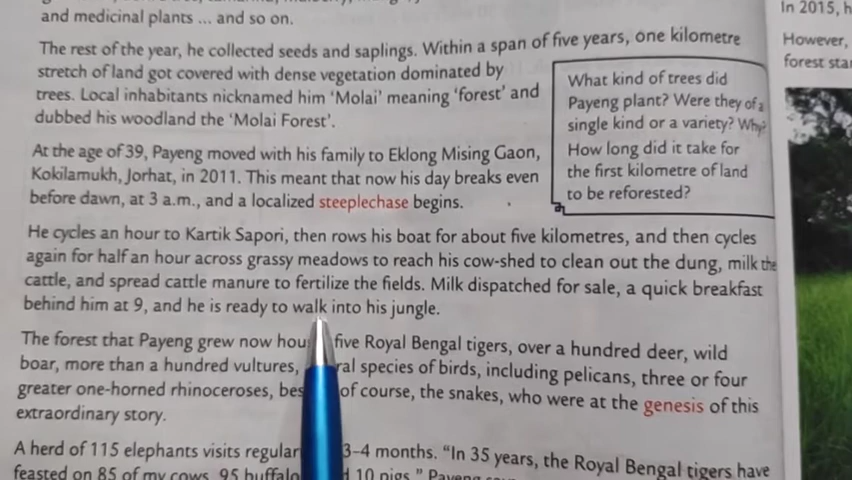 and medicinal plants ... and so on.
The rest of the year, he collected seeds and saplings. Within a span of five years, one kilometre
stretch of land got covered with dense vegetation dominated by
trees. Local inhabitants nicknamed him 'Molai' meaning 'forest' and
dubbed his woodland the 'Molai Forest'.
At the age of 39, Payeng moved with his family to Eklong Mising Gaon,
Kokilamukh, Jorhat, in 2011. This meant that now his day breaks even
before dawn, at 3 a.m., and a localized steeplechase begins.
What kind of trees did
Payeng plant? Were they of a
single kind or a variety? Why?
How long did it take for
the first kilometre of land
to be reforested?
He cycles an hour to Kartik Sapori, then rows his boat for about five kilometres, and then cycles
again for half an hour across grassy meadows to reach his cow-shed to clean out the dung, milk the
cattle, and spread cattle manure to fertilize the fields. Milk dispatched for sale, a quick breakfast
behind him at 9, and he is ready to walk into his jungle.
The forest that Payeng grew now five Royal Bengal tigers, over a hundred deer, wild
boar, more than a hundred vultures, species of birds, including pelicans, three or four
greater one-horned rhinoceroses, of course, the snakes, who were at the genesis of this
extraordinary story.
A herd of 115 elephants visits 3–4 months. "In 35 years, the Royal Bengal tigers have
feasted on 85 of my cows, 95 10 pigs," Payeng
In 2015,
However,
forest